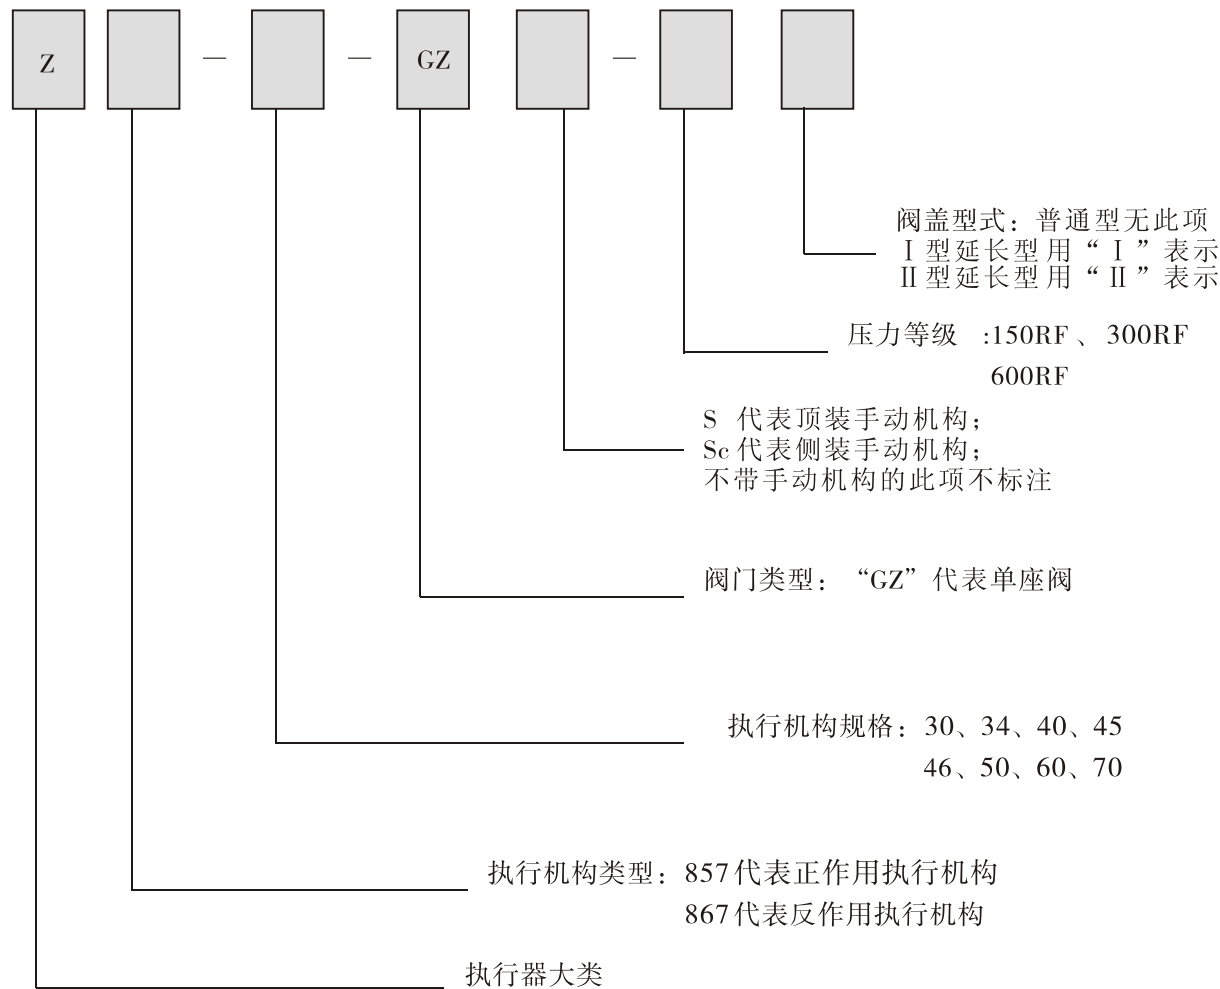 Z — — GZ —
阀盖型式：普通型无此项
Ⅰ型延长型用“Ⅰ”表示
Ⅱ型延长型用“Ⅱ”表示
压力等级 :150RF、300RF
600RF
S 代表顶装手动机构；
Sc代表侧装手动机构；
不带手动机构的此项不标注
阀门类型：“GZ”代表单座阀
执行机构规格：30、34、40、45
46、50、60、70
执行机构类型：857代表正作用执行机构
867代表反作用执行机构
执行器大类